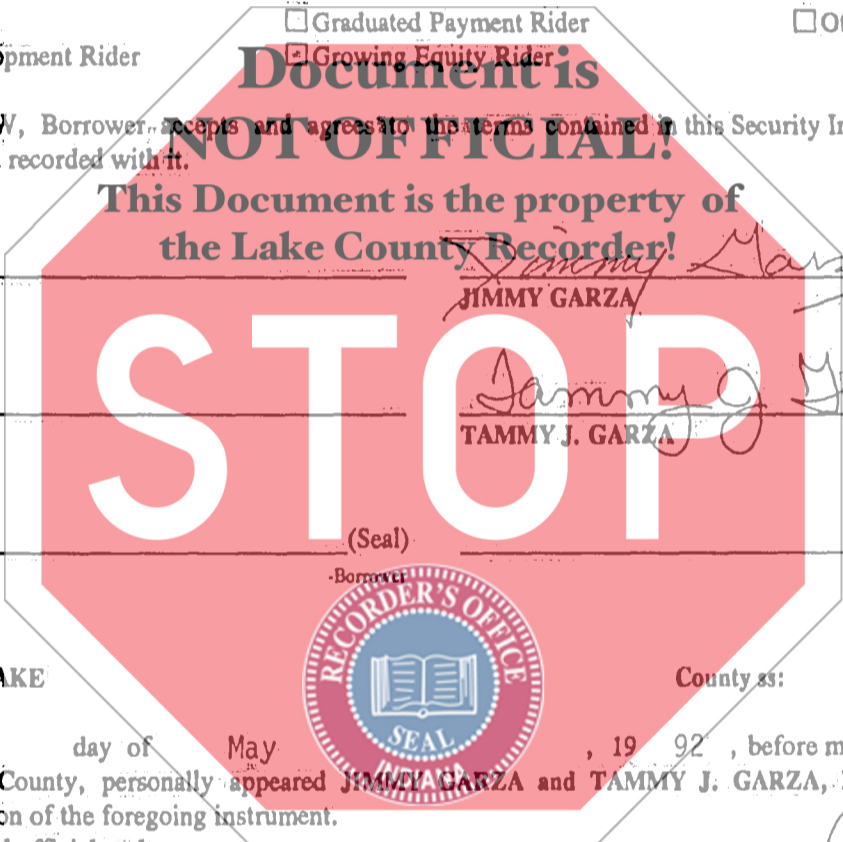 Graduated Payment Rider
pment Rider Growing Equity Rider
Document is
, Borrower accepts and agrees to the terms contained in this Security In
NOT OFFICIAL!
recorded with it.
This Document is the property of
the Lake County Recorder!
Jimmy Garz
JIMMY GARZA
Tammy J G
TAMMY J. GARZA
STOP
(Seal)
-Borrower
RECORDER'S OFFICE
SEAL
INDIANA
AKE County ss:
day of May , 19 92 , before m
County, personally appeared JIMMY GARZA and TAMMY J. GARZA,
on of the foregoing instrument.